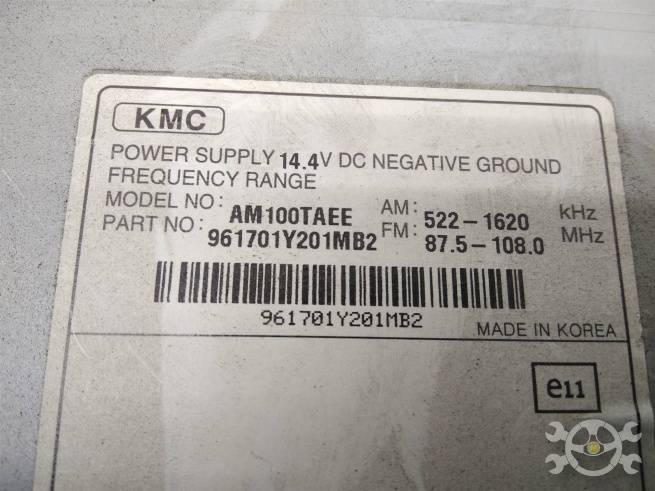 KMC
POWER SUPPLY 14.4V DC NEGATIVE GROUND
FREQUENCY RANGE
MODEL NO: AM100TAEE AM: 522-1620 kHz
PART NO: 961701Y201MB2 FM: 87.5-108.0 MHz
961701Y201MB2
MADE IN KOREA
e11